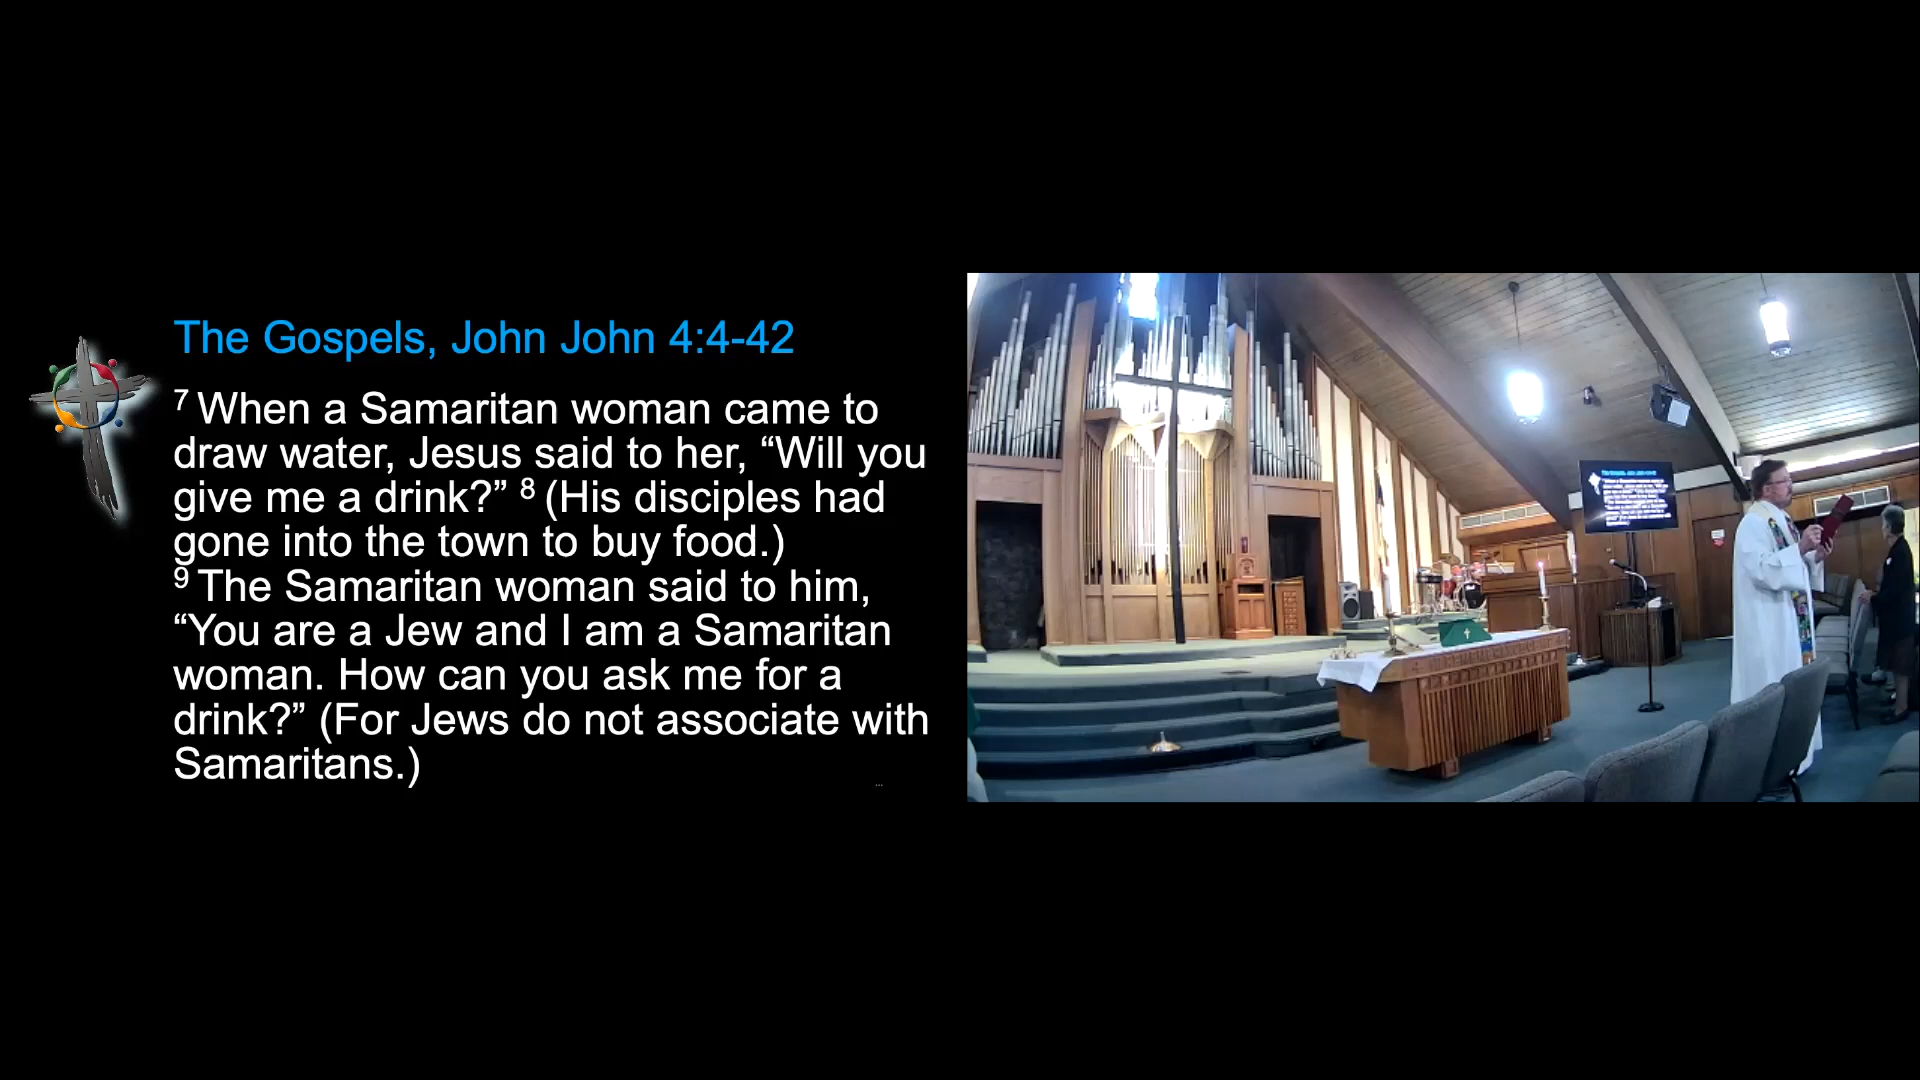 The Gospels, John John 4:4-42
7 When a Samaritan woman came to
draw water, Jesus said to her, “Will you
give me a drink?” 8 (His disciples had
gone into the town to buy food.)
9 The Samaritan woman said to him,
“You are a Jew and I am a Samaritan
woman. How can you ask me for a
drink?” (For Jews do not associate with
Samaritans.)
...